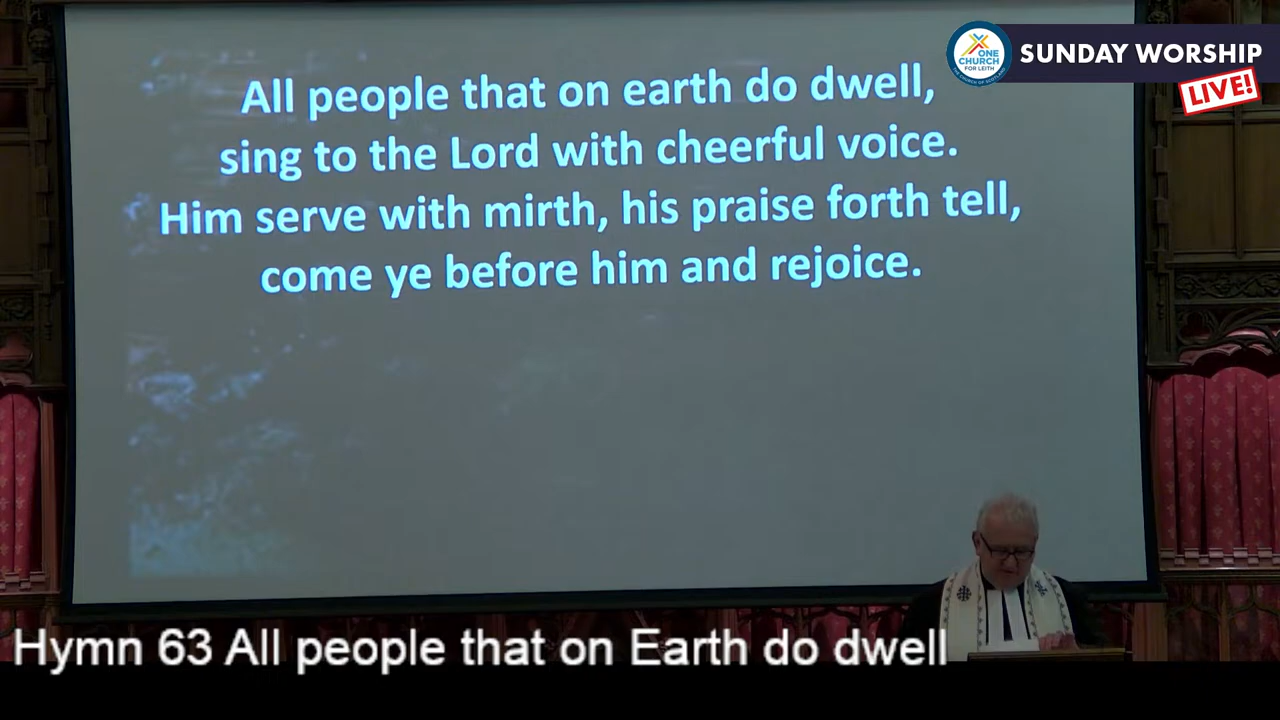 All people that on earth do dwell,
sing to the Lord with cheerful voice.
Him serve with mirth, his praise forth tell,
come ye before him and rejoice.
ONE
CHURCH
FOR LEITH
SUNDAY WORSHIP
LIVE!
Hymn 63 All people that on Earth do dwell